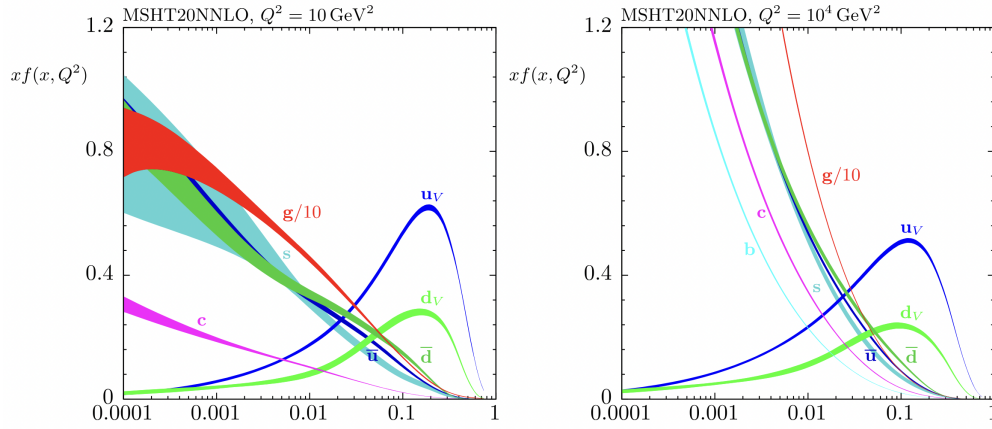 MSHT20NNLO, Q² = 10 GeV²
1.2
xf(x, Q²)
0.8
0.4
0
0.0001
0.001
0.01
0.1
1
u_V
g/10
s
d_V
c
u̅
d̅
MSHT20NNLO, Q² = 10⁴ GeV²
1.2
xf(x, Q²)
0.8
0.4
0
0.0001
0.001
0.01
0.1
1
g/10
c
u_V
b
s
d_V
u̅
d̅